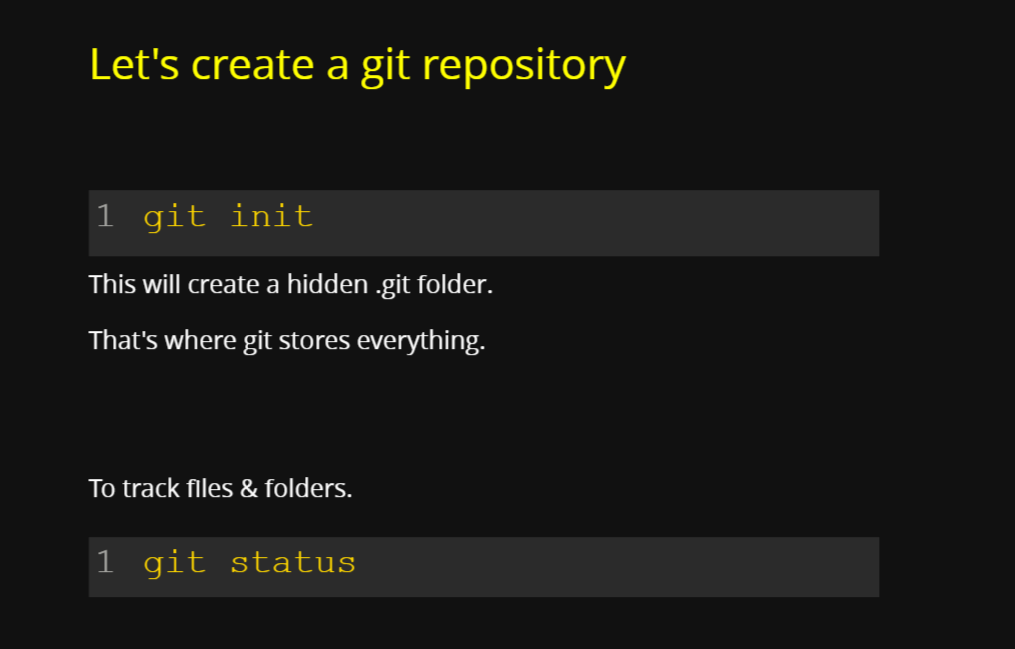 Let's create a git repository
1 git init
This will create a hidden .git folder.
That's where git stores everything.
To track files & folders.
1 git status